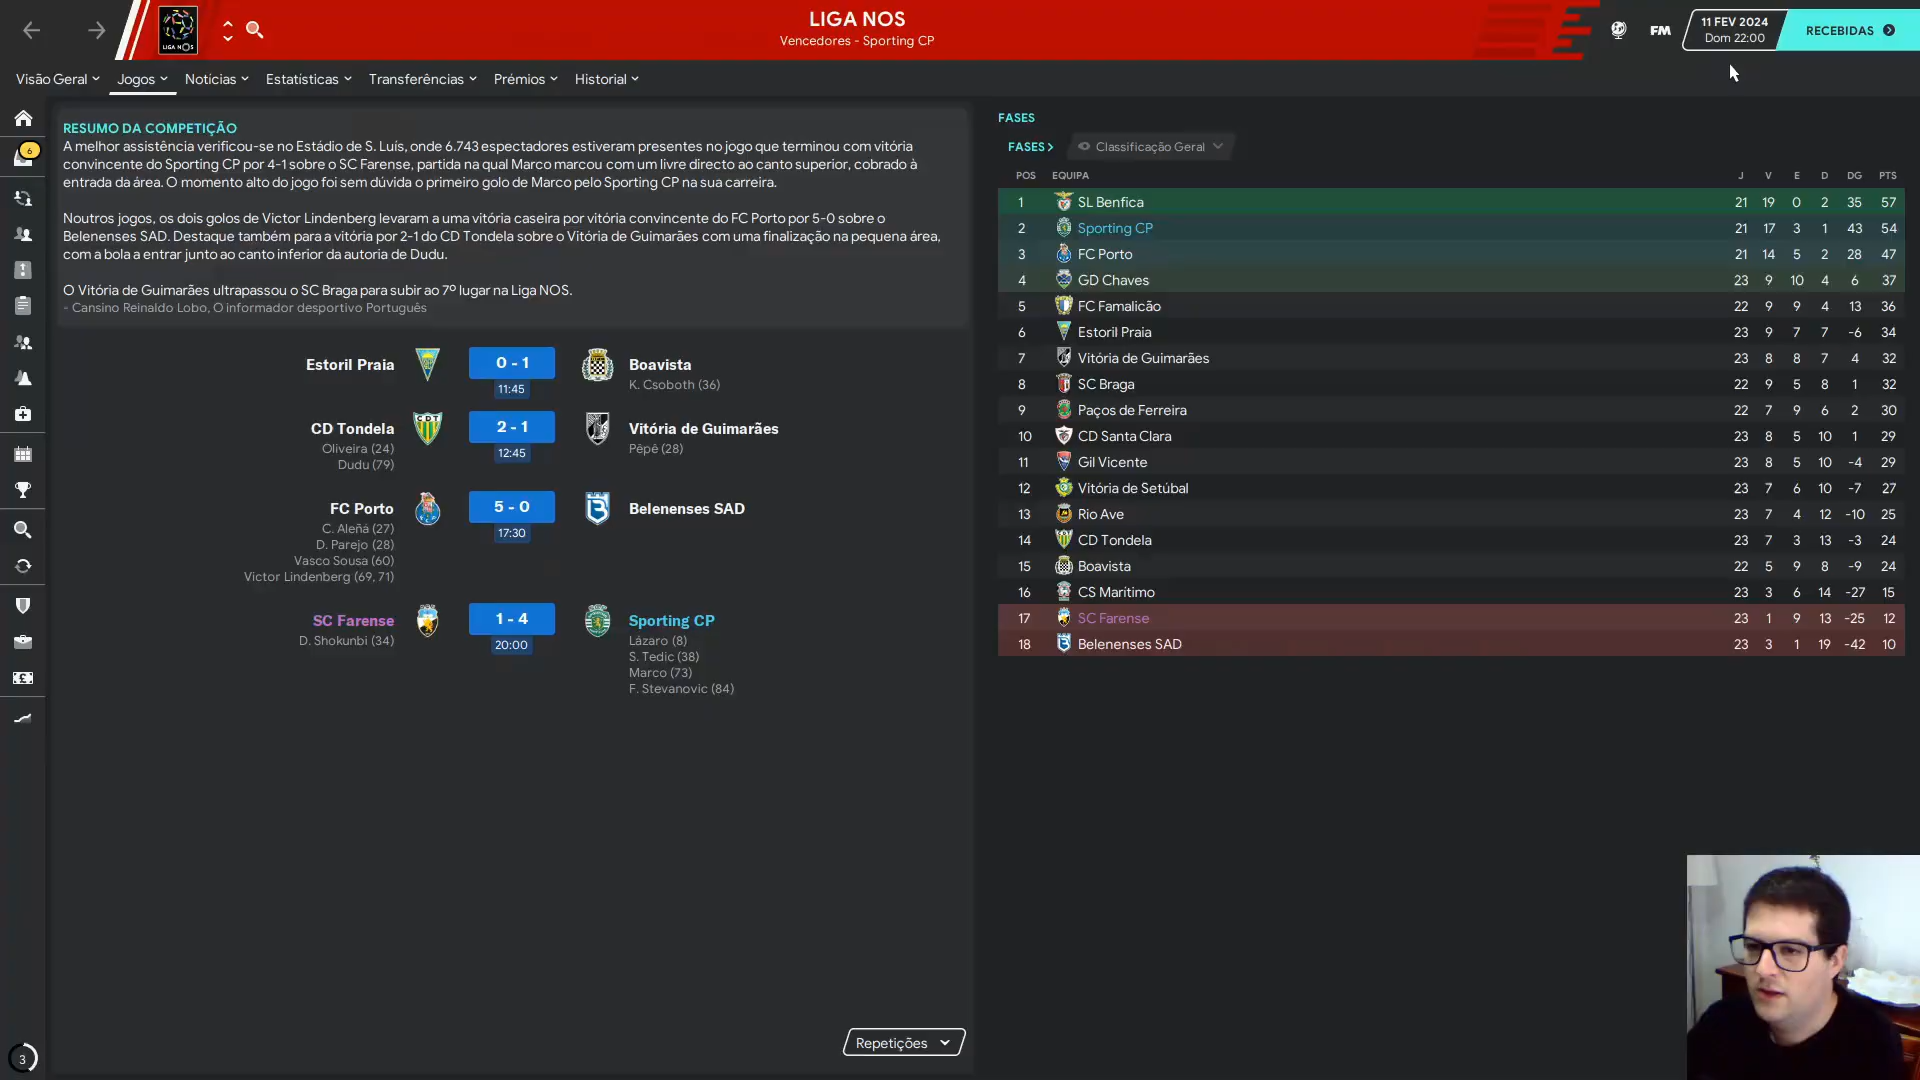 LIGA NOS
LIGA NOS
Vencedores - Sporting CP
FM
11 FEV 2024
Dom 22:00
RECEBIDAS
Visão Geral
Jogos
Notícias
Estatísticas
Transferências
Prémios
Historial
6
RESUMO DA COMPETIÇÃO
A melhor assistência verificou-se no Estádio de S. Luís, onde 6.743 espectadores estiveram presentes no jogo que terminou com vitória
convincente do Sporting CP por 4-1 sobre o SC Farense, partida na qual Marco marcou com um livre directo ao canto superior, cobrado à
entrada da área. O momento alto do jogo foi sem dúvida o primeiro golo de Marco pelo Sporting CP na sua carreira.
Noutros jogos, os dois golos de Victor Lindenberg levaram a uma vitória caseira por vitória convincente do FC Porto por 5-0 sobre o
Belenenses SAD. Destaque também para a vitória por 2-1 do CD Tondela sobre o Vitória de Guimarães com uma finalização na pequena área,
com a bola a entrar junto ao canto inferior da autoria de Dudu.
O Vitória de Guimarães ultrapassou o SC Braga para subir ao 7º lugar na Liga NOS.
- Cansino Reinaldo Lobo, O informador desportivo Português
Estoril Praia 0 - 1 Boavista
11:45 K. Csoboth (36)
CD Tondela 2 - 1 Vitória de Guimarães
Oliveira (24) 12:45 Pêpê (28)
Dudu (79)
FC Porto 5 - 0 Belenenses SAD
C. Aleñá (27) 17:30
D. Parejo (28)
Vasco Sousa (60)
Victor Lindenberg (69, 71)
SC Farense 1 - 4 Sporting CP
D. Shokunbi (34) 20:00 Lázaro (8)
S. Tedic (38)
Marco (73)
F. Stevanovic (84)
Repetições
3
FASES
FASES
Classificação Geral
POS EQUIPA J V E D DG PTS
1 SL Benfica 21 19 0 2 35 57
2 Sporting CP 21 17 3 1 43 54
3 FC Porto 21 14 5 2 28 47
4 GD Chaves 23 9 10 4 6 37
5 FC Famalicão 22 9 9 4 13 36
6 Estoril Praia 23 9 7 7 -6 34
7 Vitória de Guimarães 23 8 8 7 4 32
8 SC Braga 22 9 5 8 1 32
9 Paços de Ferreira 22 7 9 6 2 30
10 CD Santa Clara 23 8 5 10 1 29
11 Gil Vicente 23 8 5 10 -4 29
12 Vitória de Setúbal 23 7 6 10 -7 27
13 Rio Ave 23 7 4 12 -10 25
14 CD Tondela 23 7 3 13 -3 24
15 Boavista 22 5 9 8 -9 24
16 CS Marítimo 23 3 6 14 -27 15
17 SC Farense 23 1 9 13 -25 12
18 Belenenses SAD 23 3 1 19 -42 10